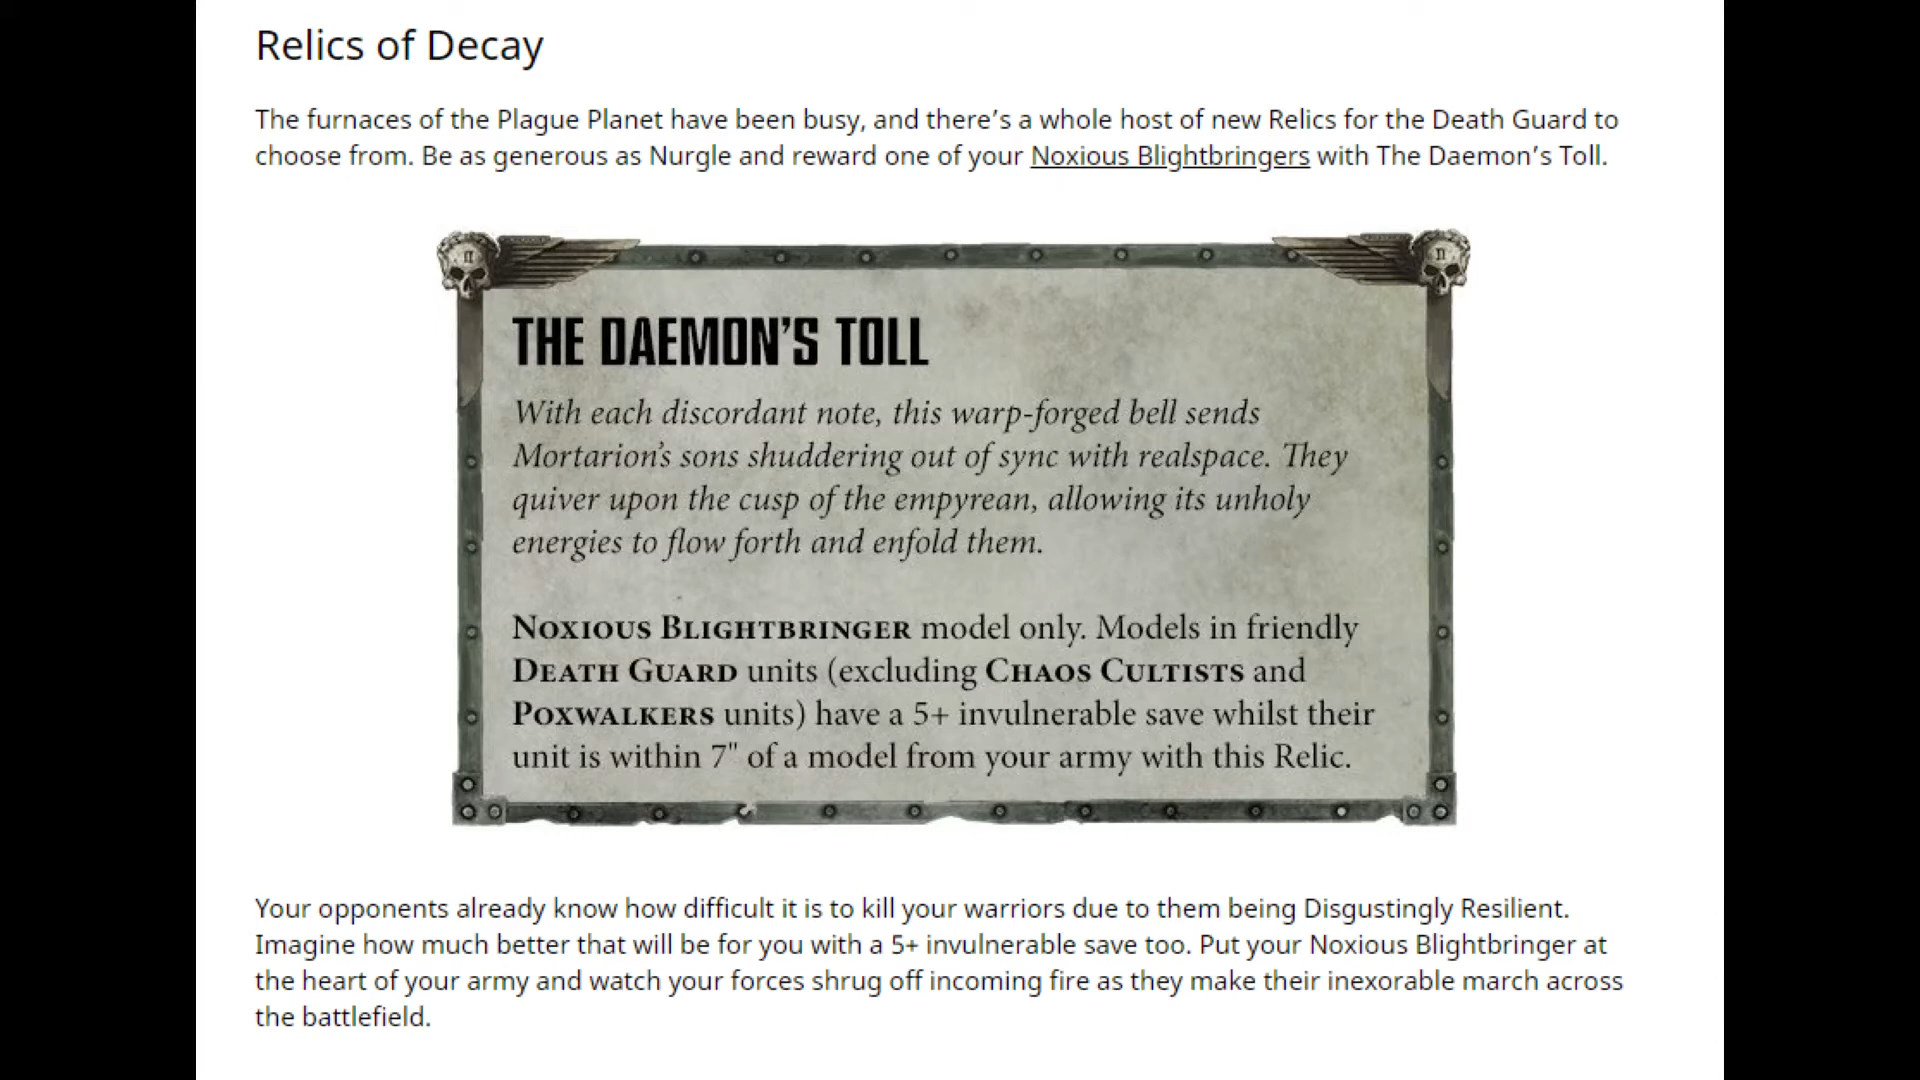 Relics of Decay
The furnaces of the Plague Planet have been busy, and there's a whole host of new Relics for the Death Guard to
choose from. Be as generous as Nurgle and reward one of your Noxious Blightbringers with The Daemon's Toll.
II II
THE DAEMON'S TOLL
With each discordant note, this warp-forged bell sends
Mortarion's sons shuddering out of sync with realspace. They
quiver upon the cusp of the empyrean, allowing its unholy
energies to flow forth and enfold them.
NOXIOUS BLIGHTBRINGER model only. Models in friendly
DEATH GUARD units (excluding CHAOS CULTISTS and
POXWALKERS units) have a 5+ invulnerable save whilst their
unit is within 7" of a model from your army with this Relic.
Your opponents already know how difficult it is to kill your warriors due to them being Disgustingly Resilient.
Imagine how much better that will be for you with a 5+ invulnerable save too. Put your Noxious Blightbringer at
the heart of your army and watch your forces shrug off incoming fire as they make their inexorable march across
the battlefield.